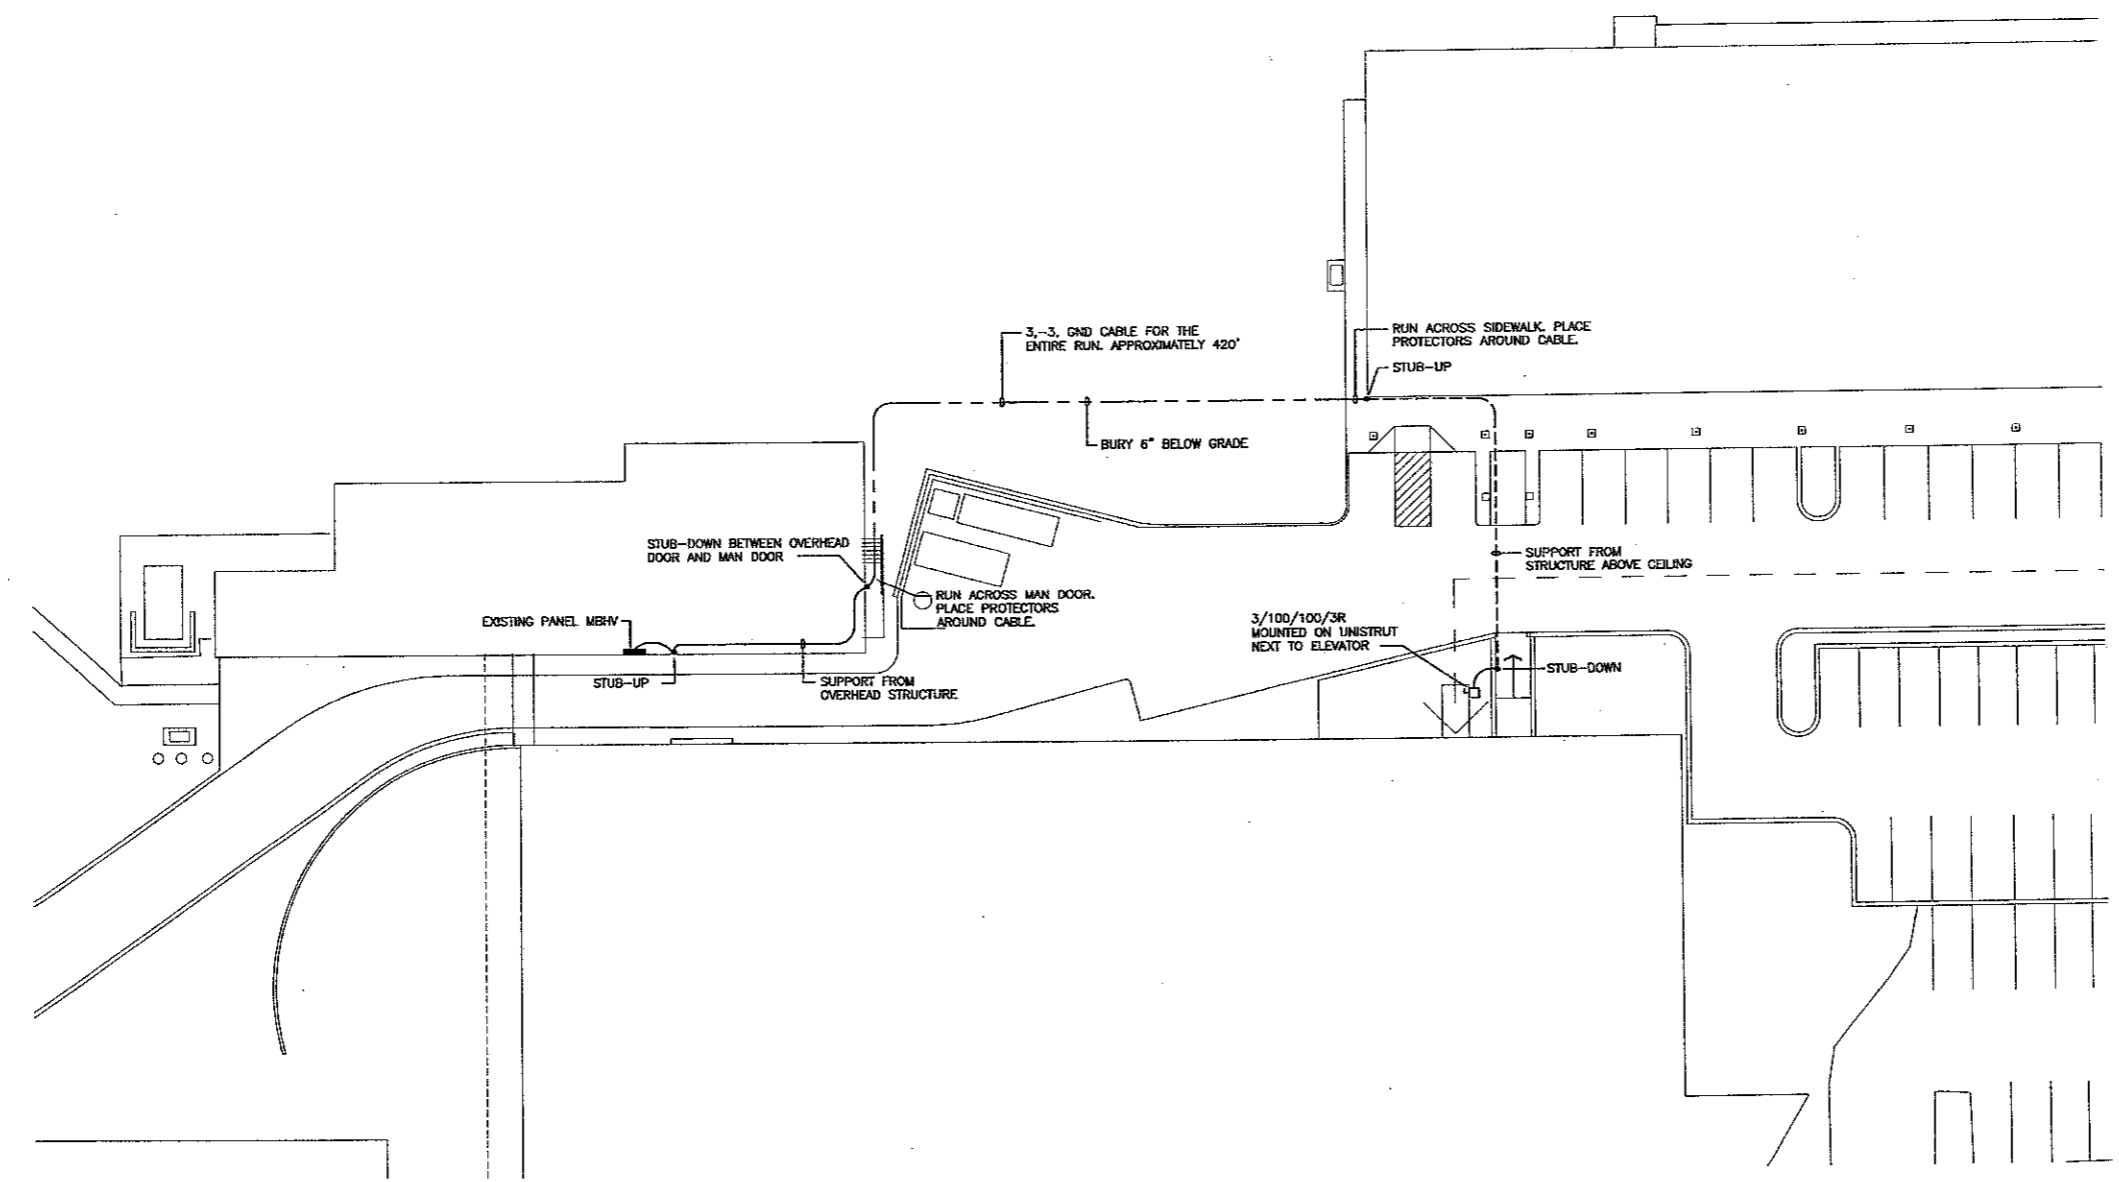 3,-3, GND CABLE FOR THE
ENTIRE RUN. APPROXIMATELY 420'
RUN ACROSS SIDEWALK. PLACE
PROTECTORS AROUND CABLE.
STUB-UP
BURY 6" BELOW GRADE
STUB-DOWN BETWEEN OVERHEAD
DOOR AND MAN DOOR
SUPPORT FROM
STRUCTURE ABOVE CEILING
RUN ACROSS MAN DOOR.
PLACE PROTECTORS
AROUND CABLE.
EXISTING PANEL MBHV
3/100/100/3R
MOUNTED ON UNISTRUT
NEXT TO ELEVATOR
STUB-DOWN
STUB-UP
SUPPORT FROM
OVERHEAD STRUCTURE